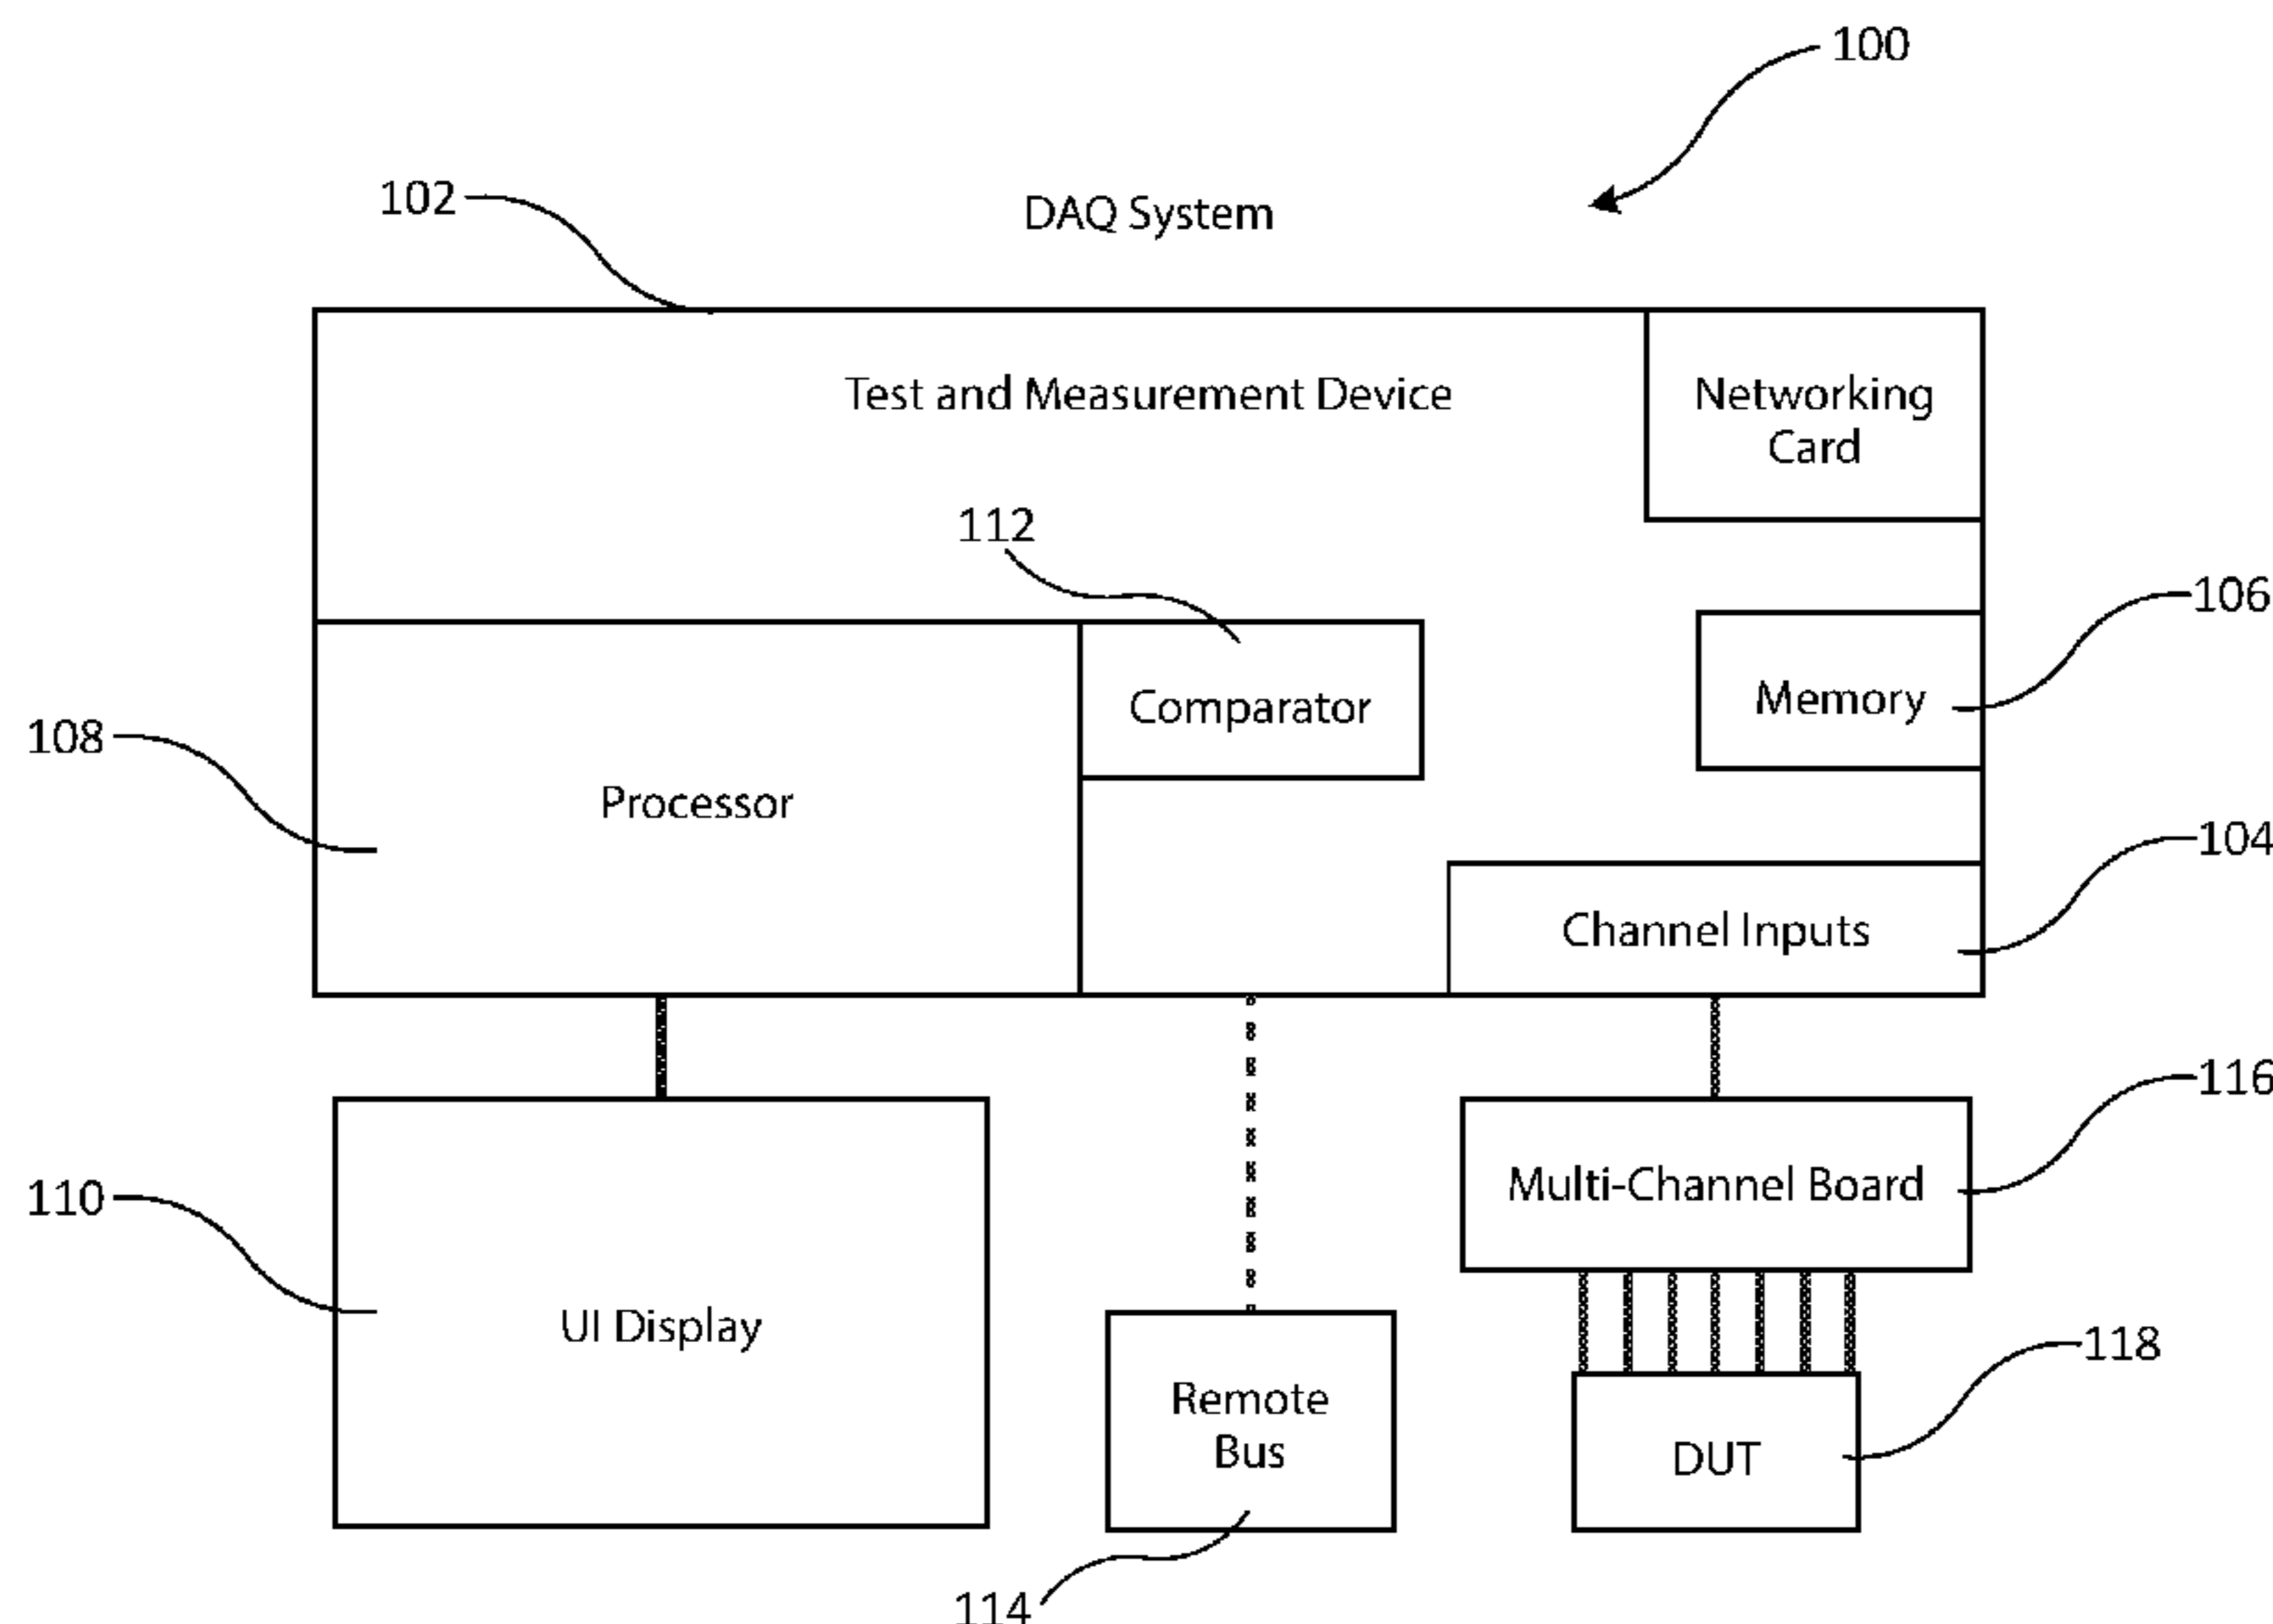 100
102
DAQ System
Test and Measurement Device
Networking
Card
112
106
Memory
Comparator
108
Processor
104
Channel Inputs
116
Multi-Channel Board
110
UI Display
118
Remote
Bus
DUT
114